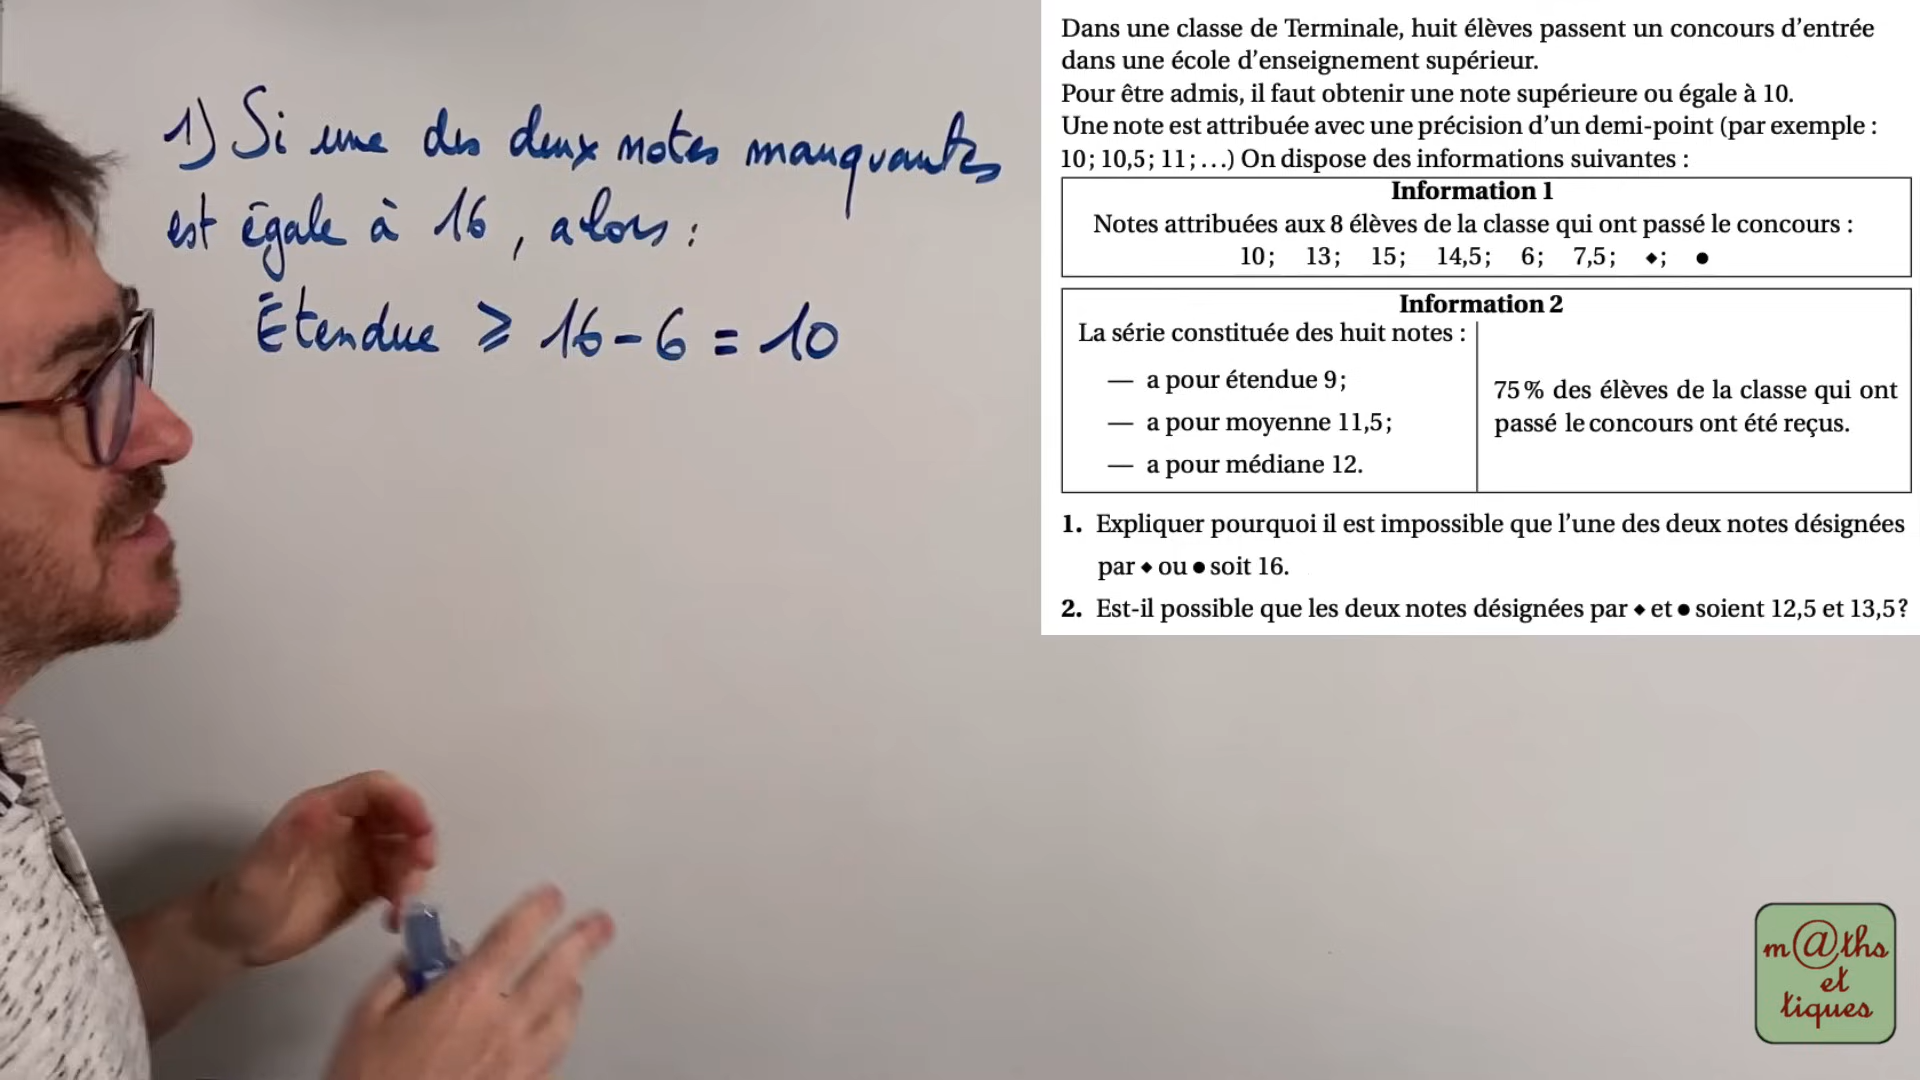 1) Si une des deux notes manquantes
est égale à 16, alors :
Étendue ⩾ 16 - 6 = 10
Dans une classe de Terminale, huit élèves passent un concours d’entrée
dans une école d’enseignement supérieur.
Pour être admis, il faut obtenir une note supérieure ou égale à 10.
Une note est attribuée avec une précision d’un demi-point (par exemple :
10 ; 10,5 ; 11 ; …) On dispose des informations suivantes :
Information 1
Notes attribuées aux 8 élèves de la classe qui ont passé le concours :
10 ; 13 ; 15 ; 14,5 ; 6 ; 7,5 ; ◆ ; ●
Information 2
La série constituée des huit notes :
— a pour étendue 9 ;
— a pour moyenne 11,5 ;
— a pour médiane 12.
75 % des élèves de la classe qui ont
passé le concours ont été reçus.
1. Expliquer pourquoi il est impossible que l’une des deux notes désignées
par ◆ ou ● soit 16.
2. Est-il possible que les deux notes désignées par ◆ et ● soient 12,5 et 13,5 ?
m@ths
et
tiques